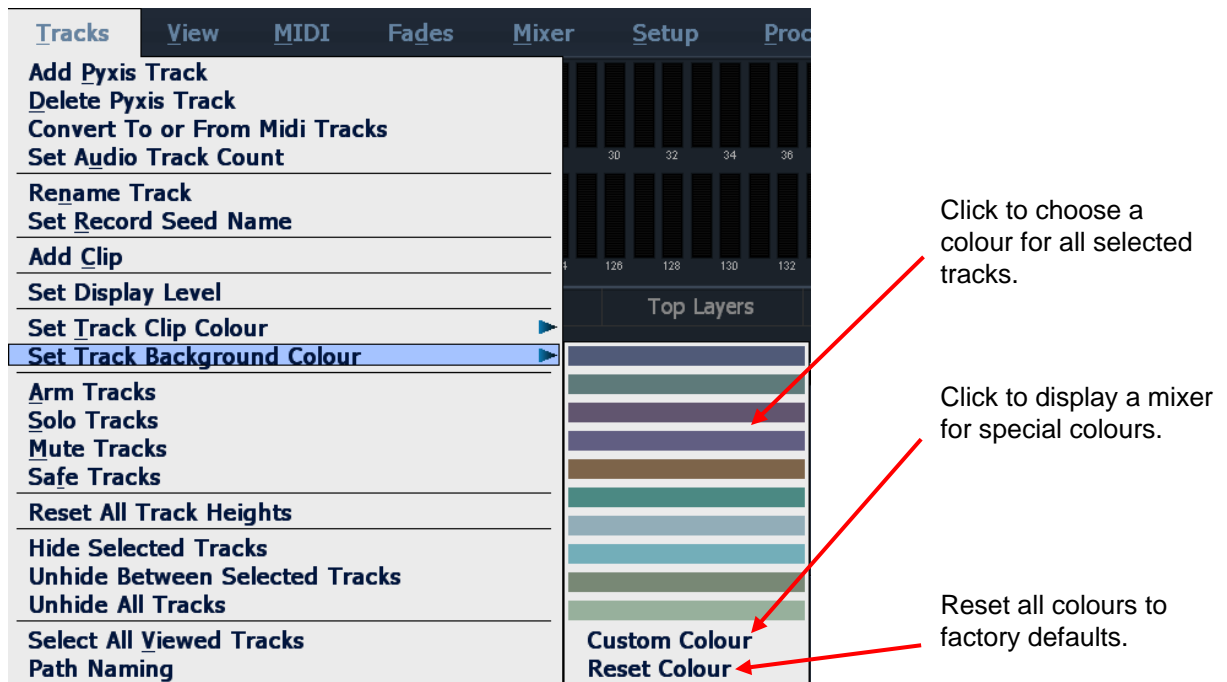 Tracks View MIDI Fades Mixer Setup Proc
Add Pyxis Track
Delete Pyxis Track
Convert To or From Midi Tracks
Set Audio Track Count
Rename Track
Set Record Seed Name
Add Clip
Set Display Level
Set Track Clip Colour
Set Track Background Colour
Arm Tracks
Solo Tracks
Mute Tracks
Safe Tracks
Reset All Track Heights
Hide Selected Tracks
Unhide Between Selected Tracks
Unhide All Tracks
Select All Viewed Tracks
Path Naming
30 32 34 36
4 126 128 130 132
Top Layers
Custom Colour
Reset Colour
Click to choose a
colour for all selected
tracks.
Click to display a mixer
for special colours.
Reset all colours to
factory defaults.